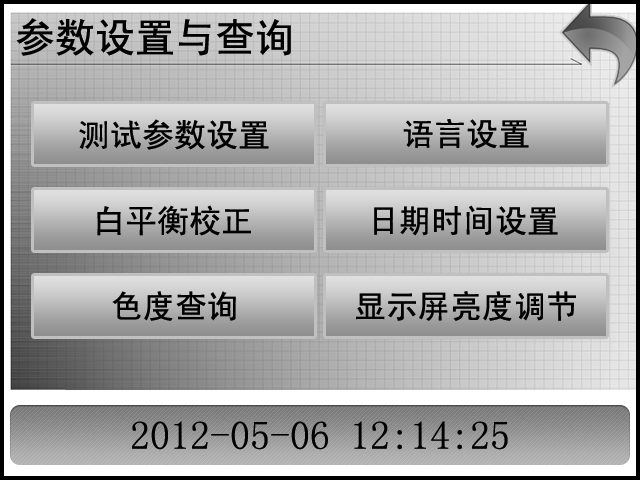 参数设置与查询
测试参数设置
语言设置
白平衡校正
日期时间设置
色度查询
显示屏亮度调节
2012-05-06 12:14:25